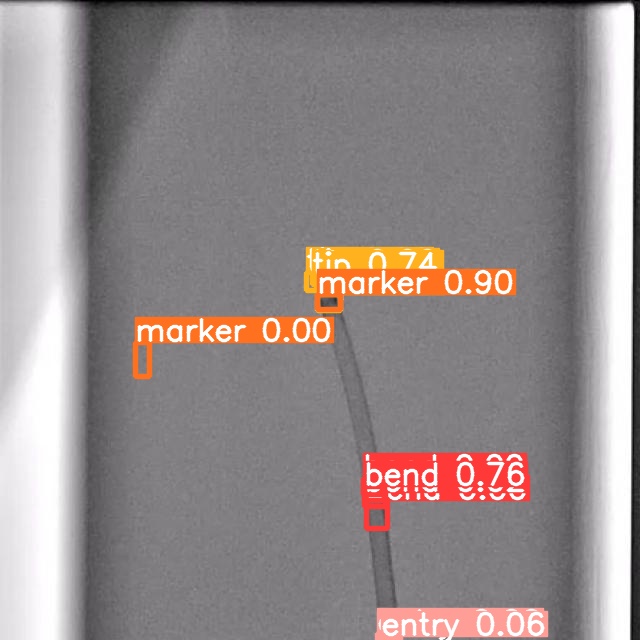 tip 0.74
marker 0.90
marker 0.00
bend 0.76
entry 0.06